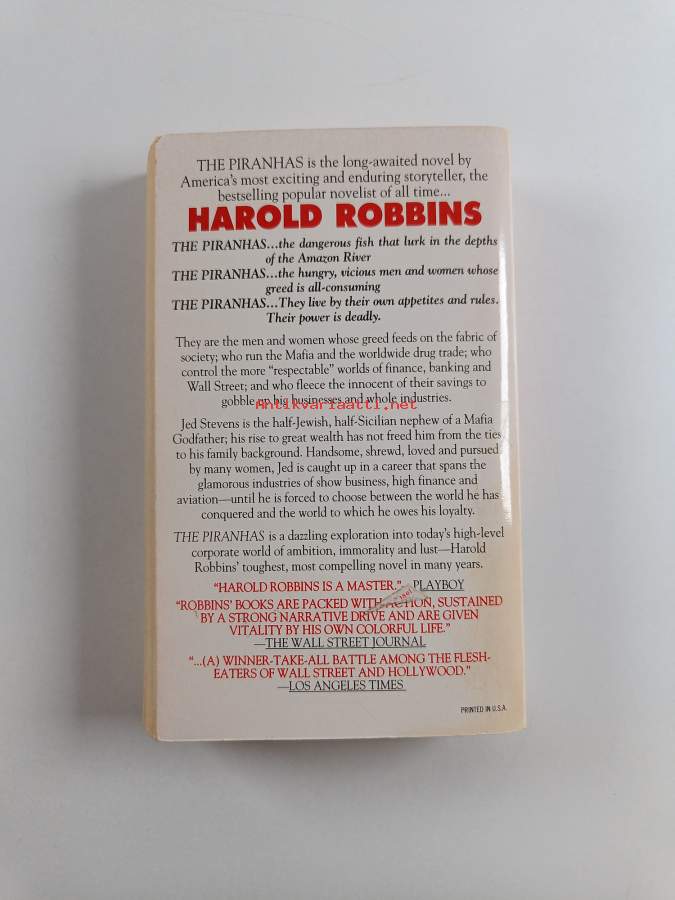 THE PIRANHAS is the long-awaited novel by
America's most exciting and enduring storyteller, the
bestselling popular novelist of all time...
HAROLD ROBBINS
THE PIRANHAS...the dangerous fish that lurk in the depths
of the Amazon River
THE PIRANHAS...the hungry, vicious men and women whose
greed is all-consuming
THE PIRANHAS...They live by their own appetites and rules.
Their power is deadly.
They are the men and women whose greed feeds on the fabric of
society; who run the Mafia and the worldwide drug trade; who
control the more “respectable” worlds of finance, banking and
Wall Street; and who fleece the innocent of their savings to
gobble up big businesses and whole industries.
Antikvariaatti.net
Jed Stevens is the half-Jewish, half-Sicilian nephew of a Mafia
Godfather; his rise to great wealth has not freed him from the ties
to his family background. Handsome, shrewd, loved and pursued
by many women, Jed is caught up in a career that spans the
glamorous industries of show business, high finance and
aviation—until he is forced to choose between the world he has
conquered and the world to which he owes his loyalty.
THE PIRANHAS is a dazzling exploration into today's high-level
corporate world of ambition, immorality and lust—Harold
Robbins' toughest, most compelling novel in many years.
“HAROLD ROBBINS IS A MASTER.” PLAYBOY
“ROBBINS' BOOKS ARE PACKED WITH ACTION, SUSTAINED
BY A STRONG NARRATIVE DRIVE AND ARE GIVEN
VITALITY BY HIS OWN COLORFUL LIFE.”
—THE WALL STREET JOURNAL
“...(A) WINNER-TAKE-ALL BATTLE AMONG THE FLESH-
EATERS OF WALL STREET AND HOLLYWOOD.”
—LOS ANGELES TIMES
PRINTED IN U.S.A.